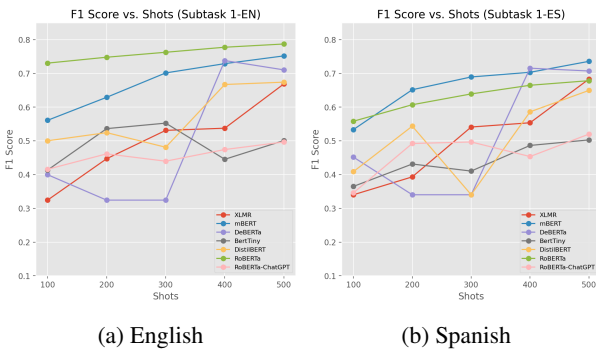 F1 Score vs. Shots (Subtask 1-EN)
0.8
0.7
0.6
0.5
0.4
0.3
0.2
0.1
F1 Score
100
200
300
400
500
Shots
XLMR
mBERT
DeBERTa
BertTiny
DistilBERT
RoBERTa
RoBERTa-ChatGPT
(a) English
F1 Score vs. Shots (Subtask 1-ES)
0.8
0.7
0.6
0.5
0.4
0.3
0.2
0.1
F1 Score
100
200
300
400
500
Shots
XLMR
mBERT
DeBERTa
BertTiny
DistilBERT
RoBERTa
RoBERTa-ChatGPT
(b) Spanish